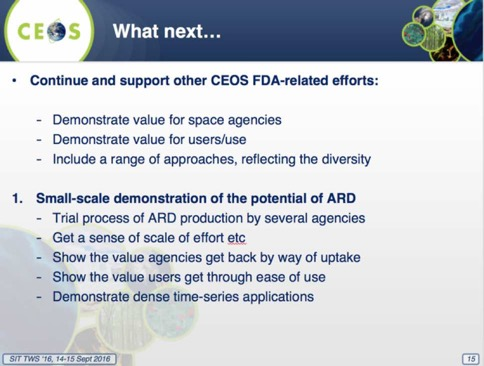 CEOS
What next…
• Continue and support other CEOS FDA-related efforts:
- Demonstrate value for space agencies
- Demonstrate value for users/use
- Include a range of approaches, reflecting the diversity
1. Small-scale demonstration of the potential of ARD
- Trial process of ARD production by several agencies
- Get a sense of scale of effort etc
- Show the value agencies get back by way of uptake
- Show the value users get through ease of use
- Demonstrate dense time-series applications
SIT TWS '16, 14-15 Sept 2016
15